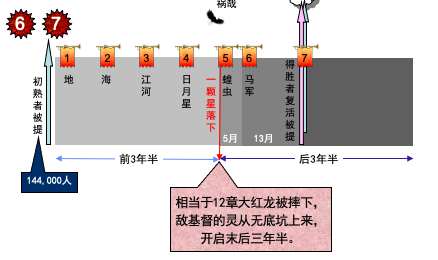 祸哉
6 7
1 2 3 4 5 6 7
初熟者被提
地
海
江河
日月星
一颗星落下
蝗虫
马军
得胜者复活被提
5月
13月
前3年半
后3年半
144,000人
相当于12章大红龙被摔下,
敌基督的灵从无底坑上来,
开启末后三年半。